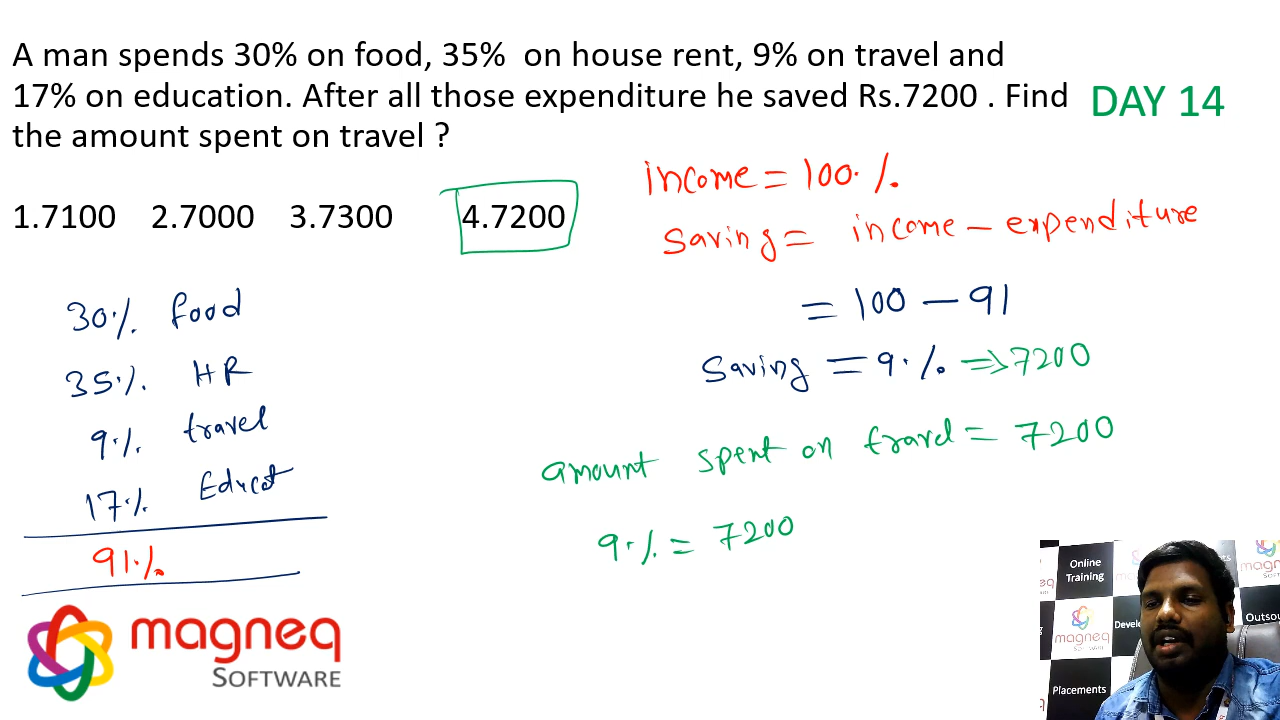 A man spends 30% on food, 35%  on house rent, 9% on travel and
17% on education. After all those expenditure he saved Rs.7200 . Find
the amount spent on travel ?
DAY 14
1.7100 2.7000 3.7300 4.7200
income = 100%
saving = income - expenditure
= 100 - 91
saving = 9% => 7200
amount spent on travel = 7200
9% = 7200
30% food
35% HR
9% travel
17% Educat
91%
magneq
SOFTWARE
Online
Training
magneq
Software
Develo
Outsou
Placements